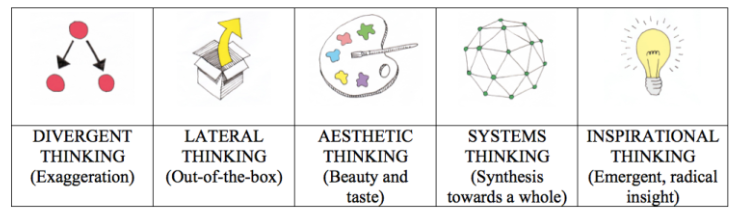 DIVERGENT
THINKING
(Exaggeration)
LATERAL
THINKING
(Out-of-the-box)
AESTHETIC
THINKING
(Beauty and
taste)
SYSTEMS
THINKING
(Synthesis
towards a whole)
INSPIRATIONAL
THINKING
(Emergent, radical
insight)